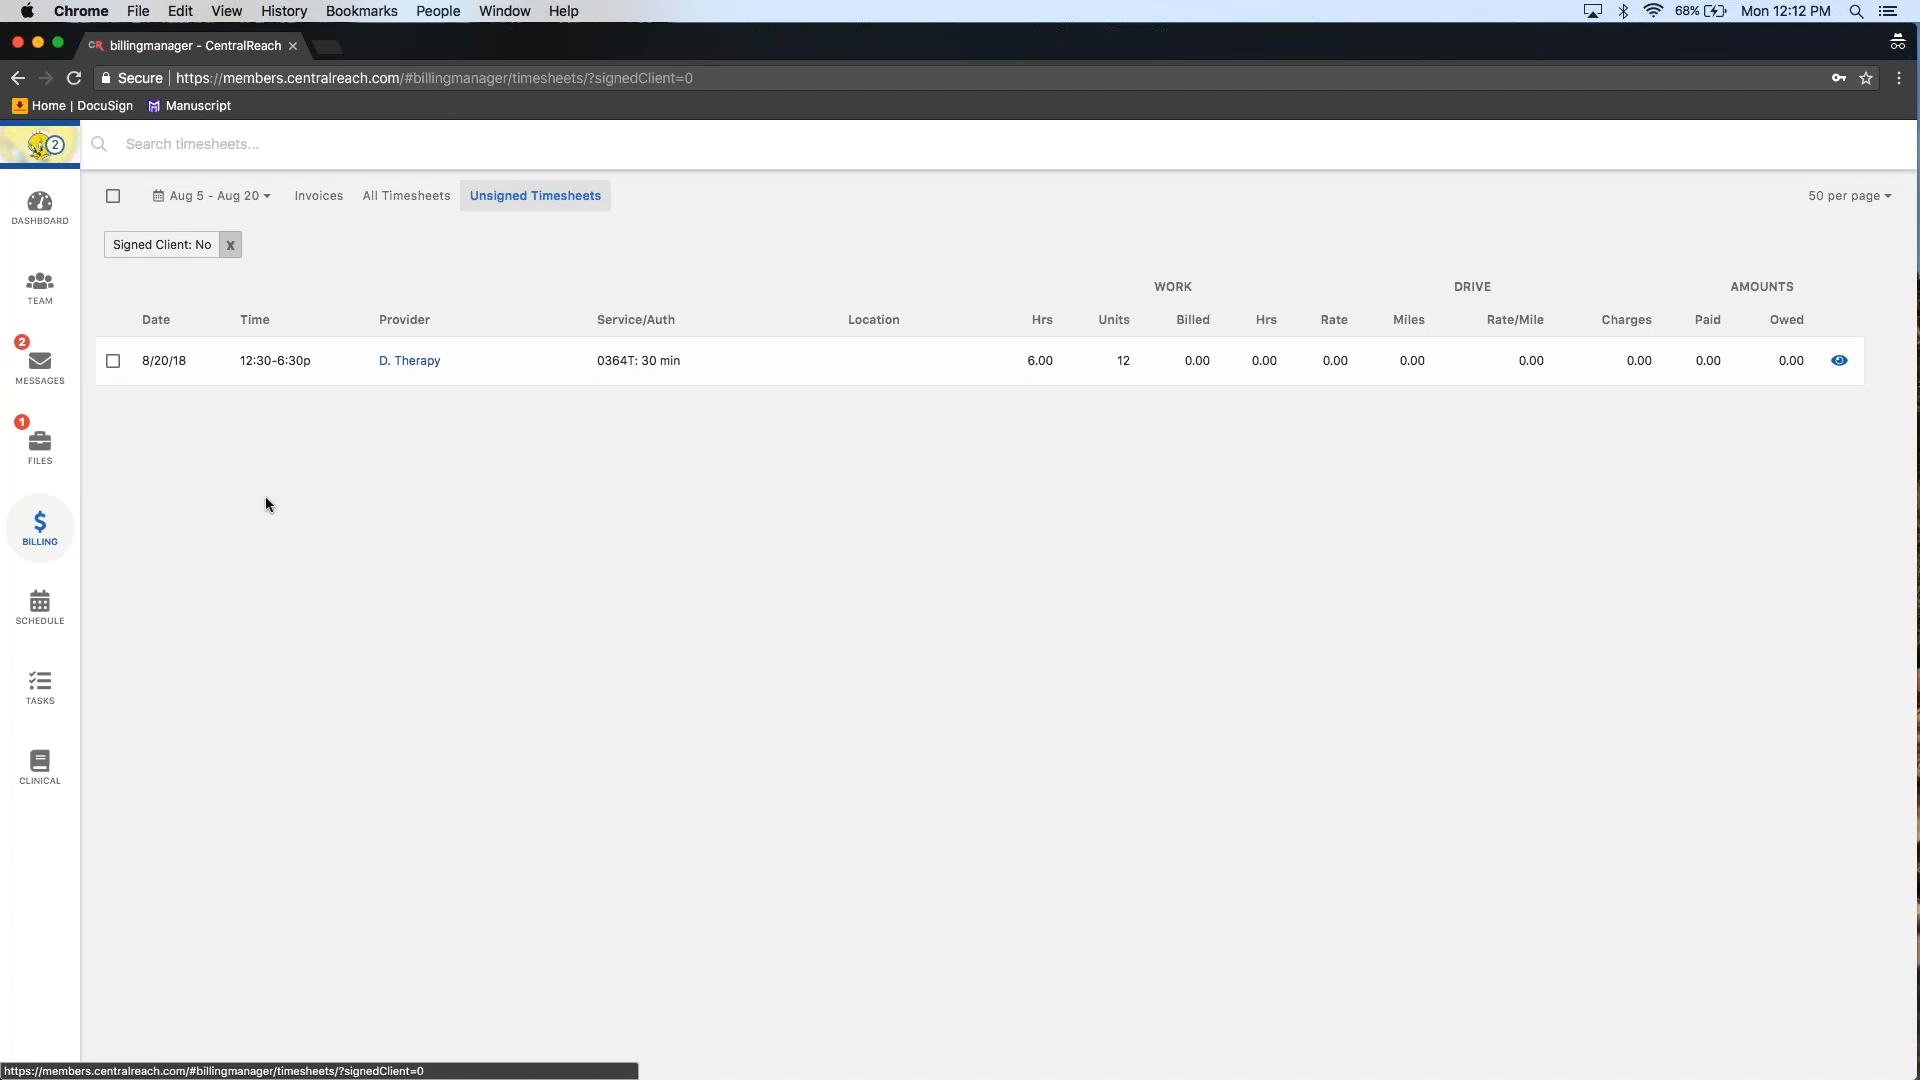 Chrome File Edit View History Bookmarks People Window Help 68% Mon 12:12 PM
CR billingmanager - CentralReach
Secure | https://members.centralreach.com/#billingmanager/timesheets/?signedClient=0
Home | DocuSign Manuscript
2 Search timesheets...
Aug 5 - Aug 20 Invoices All Timesheets Unsigned Timesheets 50 per page
DASHBOARD
Signed Client: No x
WORK DRIVE AMOUNTS
TEAM
Date Time Provider Service/Auth Location Hrs Units Billed Hrs Rate Miles Rate/Mile Charges Paid Owed
2
8/20/18 12:30-6:30p D. Therapy 0364T: 30 min 6.00 12 0.00 0.00 0.00 0.00 0.00 0.00 0.00 0.00
MESSAGES
1
FILES
$
BILLING
SCHEDULE
TASKS
CLINICAL
https://members.centralreach.com/#billingmanager/timesheets/?signedClient=0